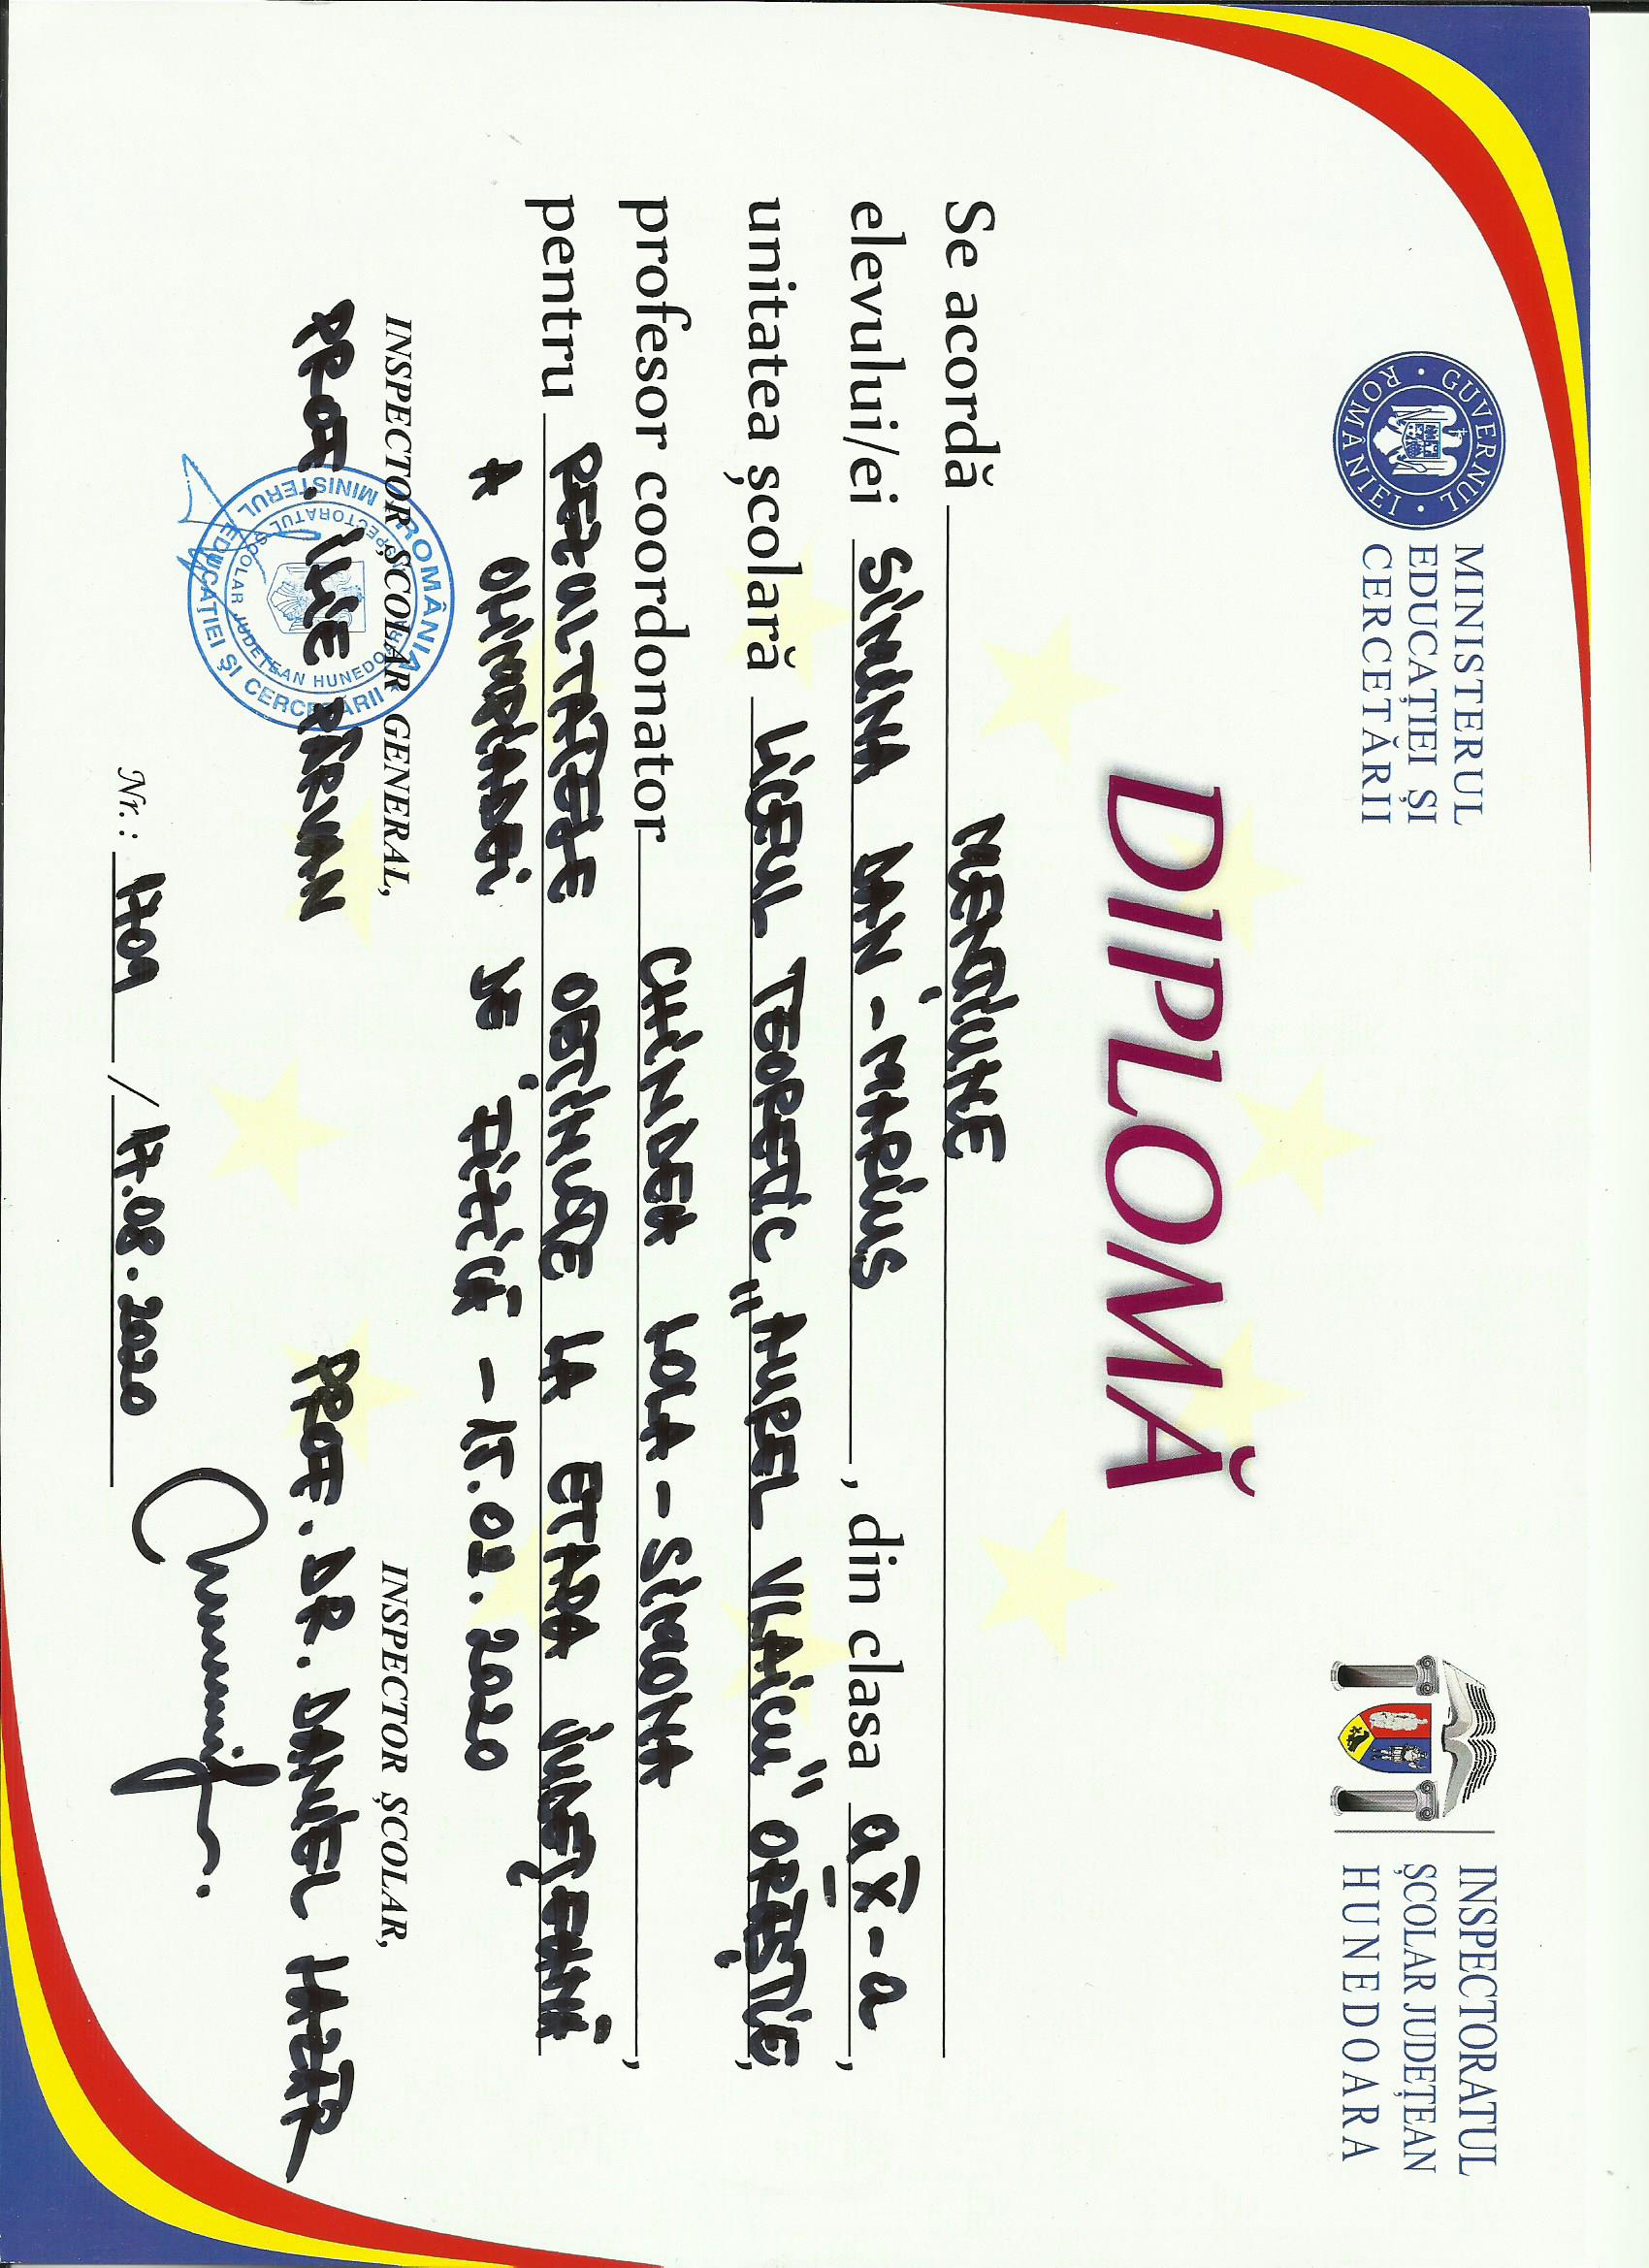 GUVERNUL ROMÂNIEI
MINISTERUL
EDUCAȚIEI ȘI
CERCETĂRII
INSPECTORATUL
ȘCOLAR JUDEȚEAN
HUNEDOARA
DIPLOMĂ
Se acordă MENȚIUNE
elevului/ei SIMINA DAN-MARIUS, din clasa a X-a,
unitatea școlară LICEUL TEORETIC „AUREL VLAICU" ORĂȘTIE,
profesor coordonator CHINDEA LOLA-SIMONA,
pentru REZULTATELE OBȚINUTE LA ETAPA JUDEȚEANĂ
A OLIMPIADEI DE FIZICĂ - 15.02.2020
INSPECTOR ȘCOLAR GENERAL,
PROF. ILIE PÂRVAN
ROMÂNIA MINISTERUL EDUCAȚIEI ȘI CERCETĂRII
INSPECTORATUL ȘCOLAR JUDEȚEAN HUNEDOARA
INSPECTOR ȘCOLAR,
PROF. DR. DANIEL LAZĂR
Nr.: 1709 / 17.08.2020